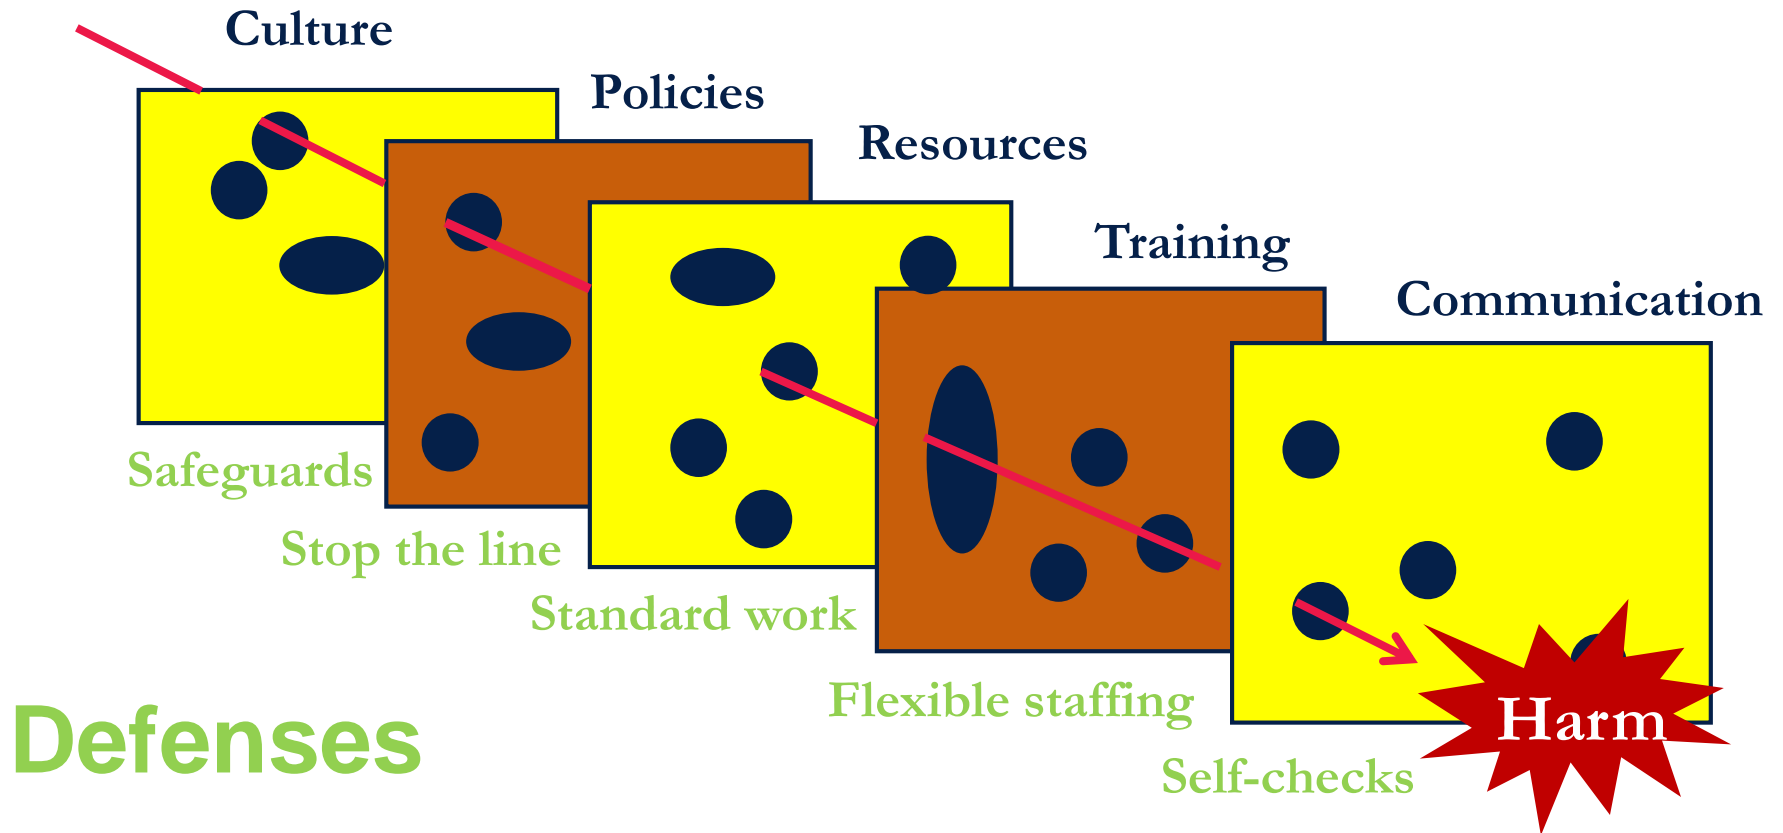 Culture
Policies
Resources
Training
Communication
Safeguards
Stop the line
Standard work
Flexible staffing
Self-checks
Harm
Defenses